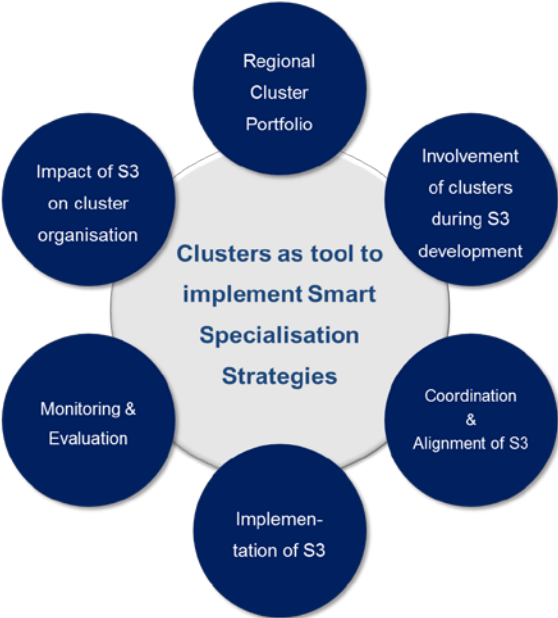 Regional
Cluster
Portfolio
Involvement
of clusters
during S3
development
Impact of S3
on cluster
organisation
Clusters as tool to
implement Smart
Specialisation
Strategies
Coordination
&
Alignment of S3
Monitoring &
Evaluation
Implemen-
tation of S3